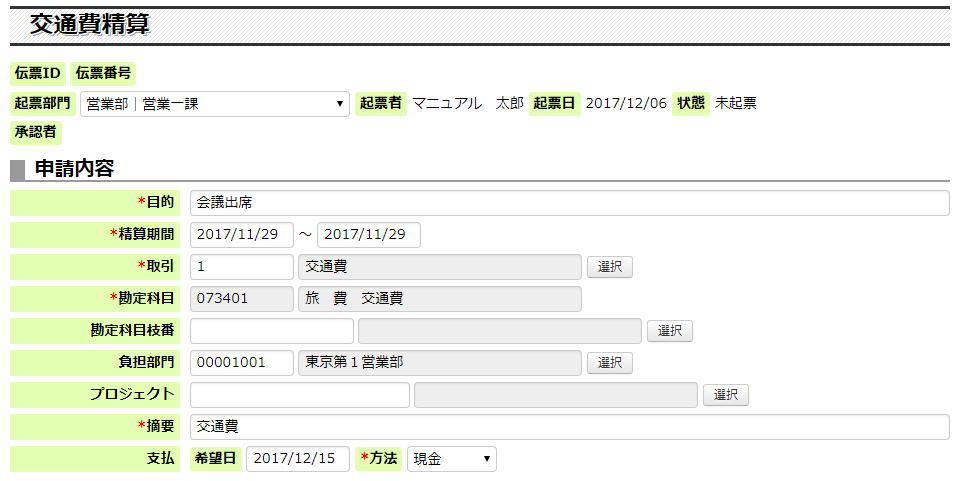 交通費精算
伝票ID 伝票番号
起票部門 営業部｜営業一課 起票者 マニュアル　太郎 起票日 2017/12/06 状態 未起票
承認者
申請内容
*目的 会議出席
*精算期間 2017/11/29 ～ 2017/11/29
*取引 1 交通費 選択
*勘定科目 073401 旅　費　交通費
勘定科目枝番 選択
負担部門 00001001 東京第１営業部 選択
プロジェクト 選択
*摘要 交通費
支払 希望日 2017/12/15 *方法 現金